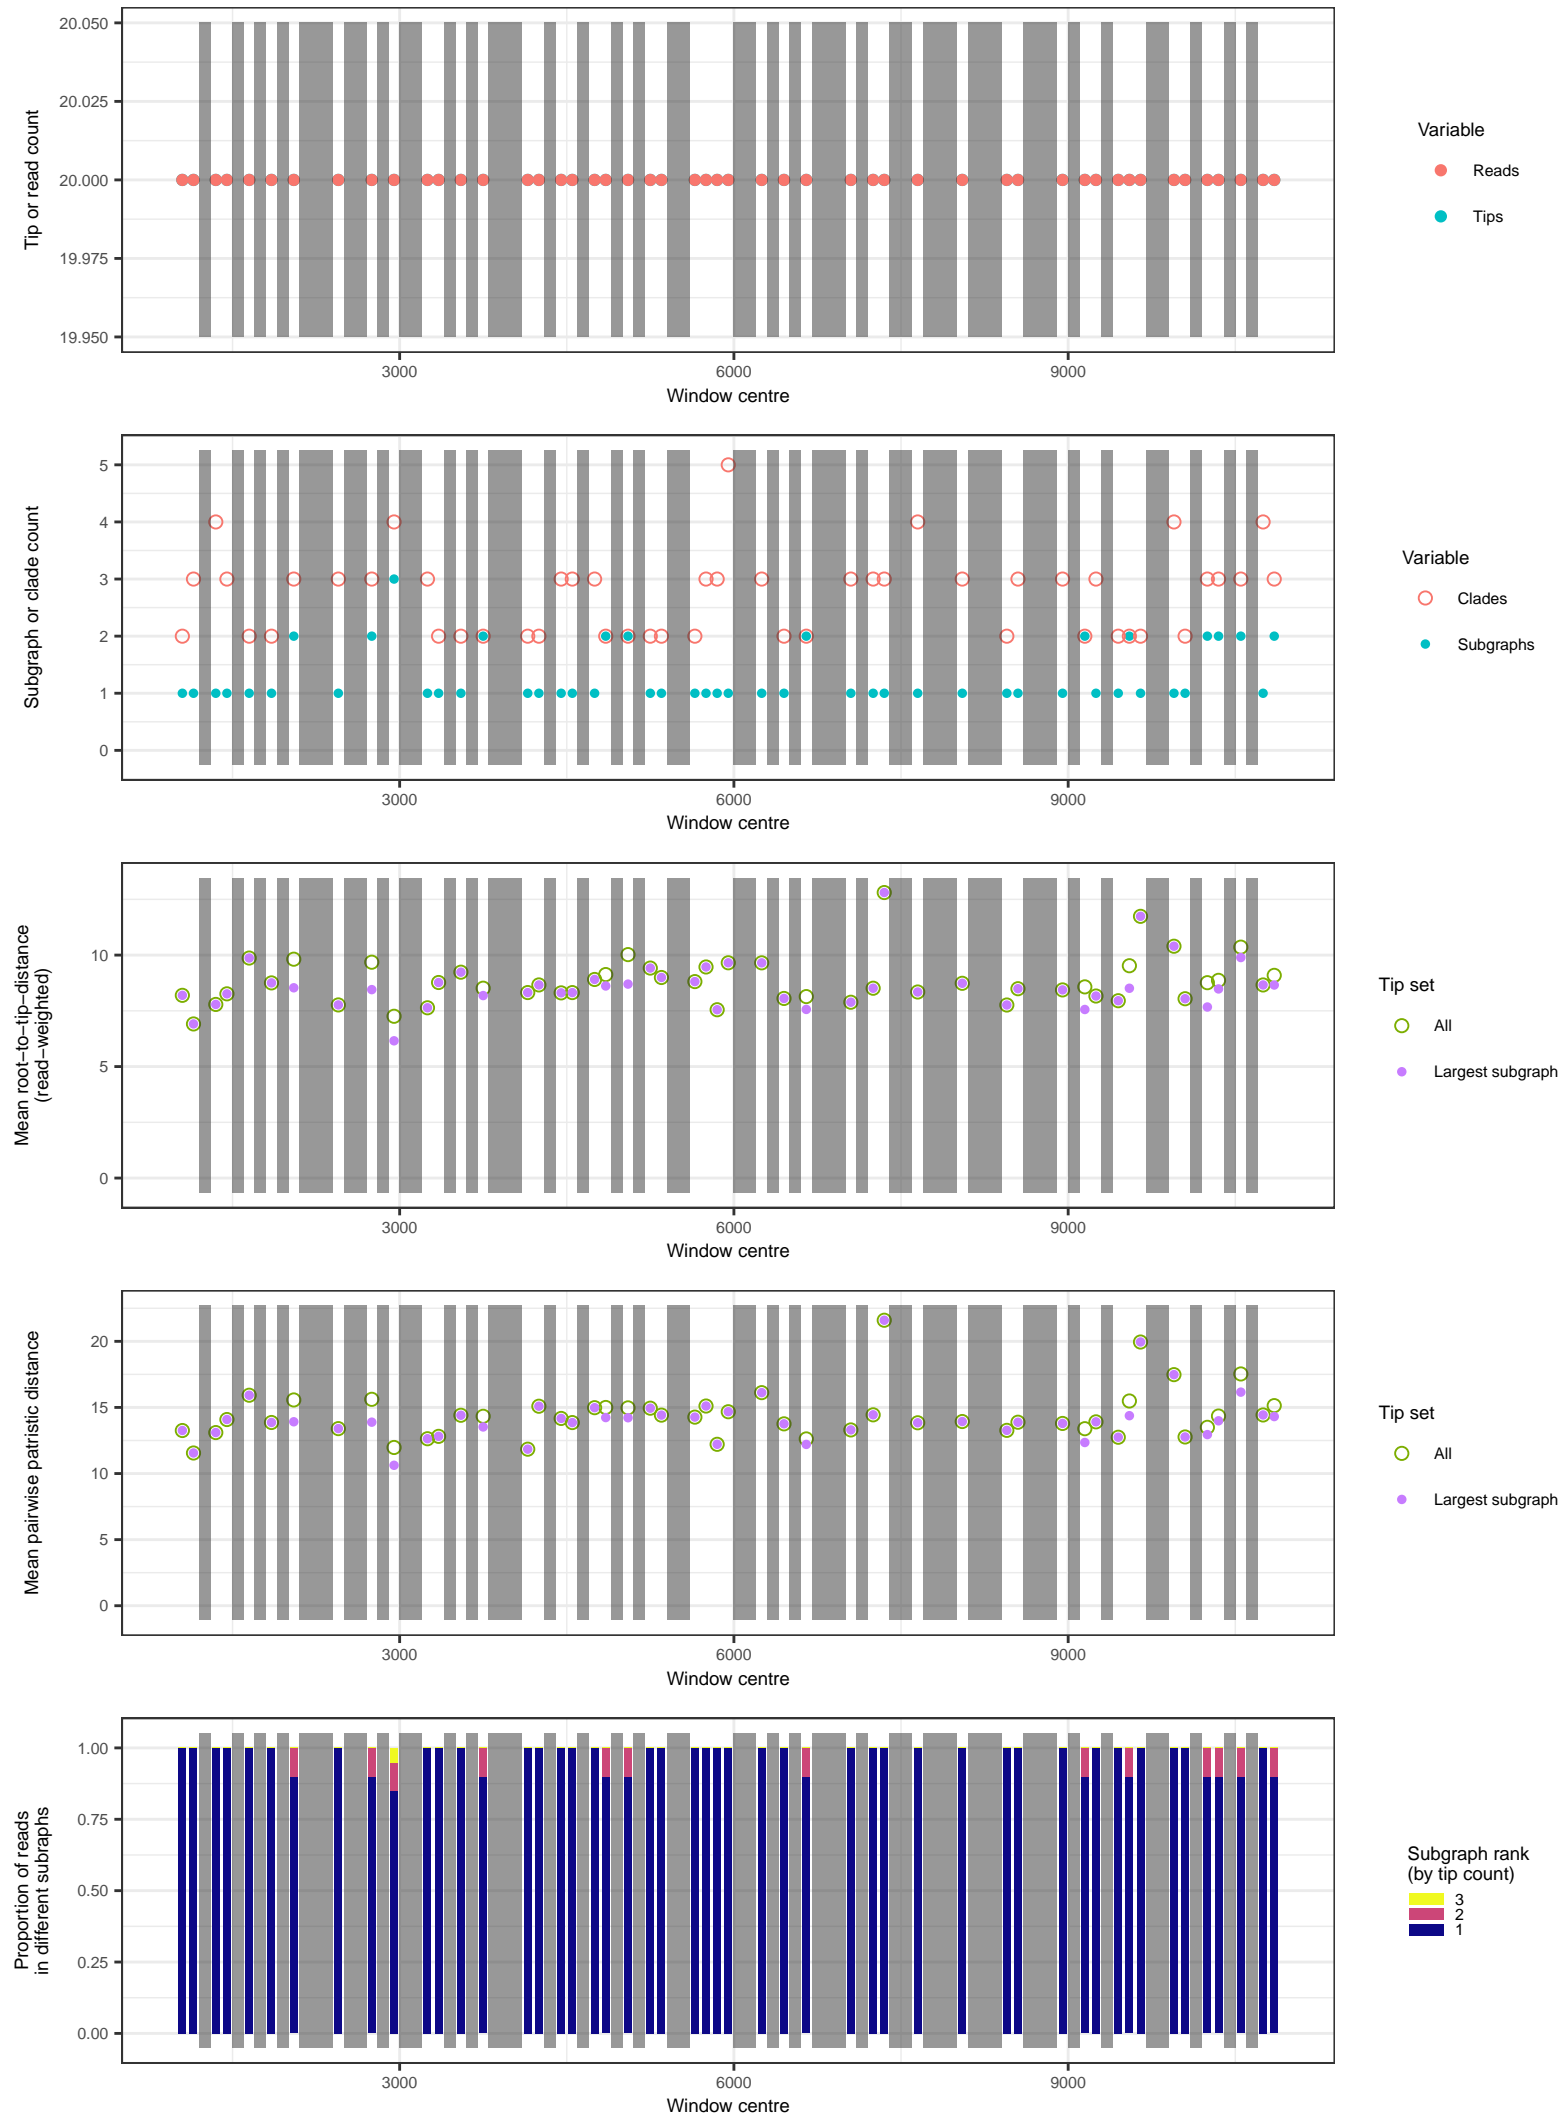 20.050
20.025
20.000
19.975
19.950
Tip or read count
3000
6000
9000
Window centre
Variable
Reads
Tips
5
4
3
2
1
0
Subgraph or clade count
3000
6000
9000
Window centre
Variable
Clades
Subgraphs
10
5
0
Mean root−to−tip−distance
(read−weighted)
3000
6000
9000
Window centre
Tip set
All
Largest subgraph
20
15
10
5
0
Mean pairwise patristic distance
3000
6000
9000
Window centre
Tip set
All
Largest subgraph
1.00
0.75
0.50
0.25
0.00
Proportion of reads
in different subraphs
3000
6000
9000
Window centre
Subgraph rank
(by tip count)
3
2
1